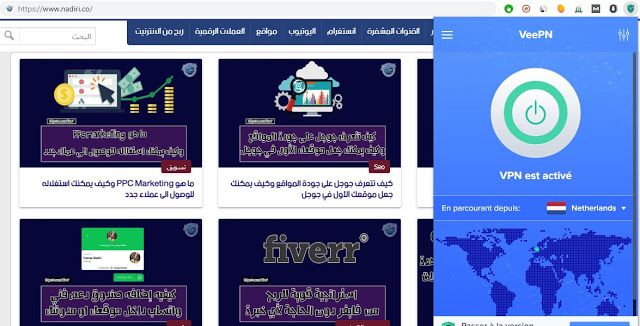 https://www.nadiri.co/
البحث
القنوات المشفرة
انستغرام
اليوتيوب
مواقع
العملات الرقمية
ربح من الانترنيت
ما هو PPC marketing
وكيف يمكنك استغلاله للوصول الى عملاء جدد
تسويق
ما هو PPC Marketing وكيف يمكنك استغلاله
للوصول الى عملاء جدد
كيف تتعرف جوجل على جودة المواقع
وكيف يمكنك جعل موقعك الأول في جوجل
Seo
كيف تتعرف جوجل على جودة المواقع وكيف يمكنك
جعل موقعك الأول في جوجل
كيفية إضافة صندوق دعم فني
واتساب داخل موقعك او مدونتك
fiverr
استراتجية قوية للربح
من فايفر دون الحاجة لأي خبرة
VeePN
VPN est activé
En parcourant depuis:
Netherlands
Passer à la version